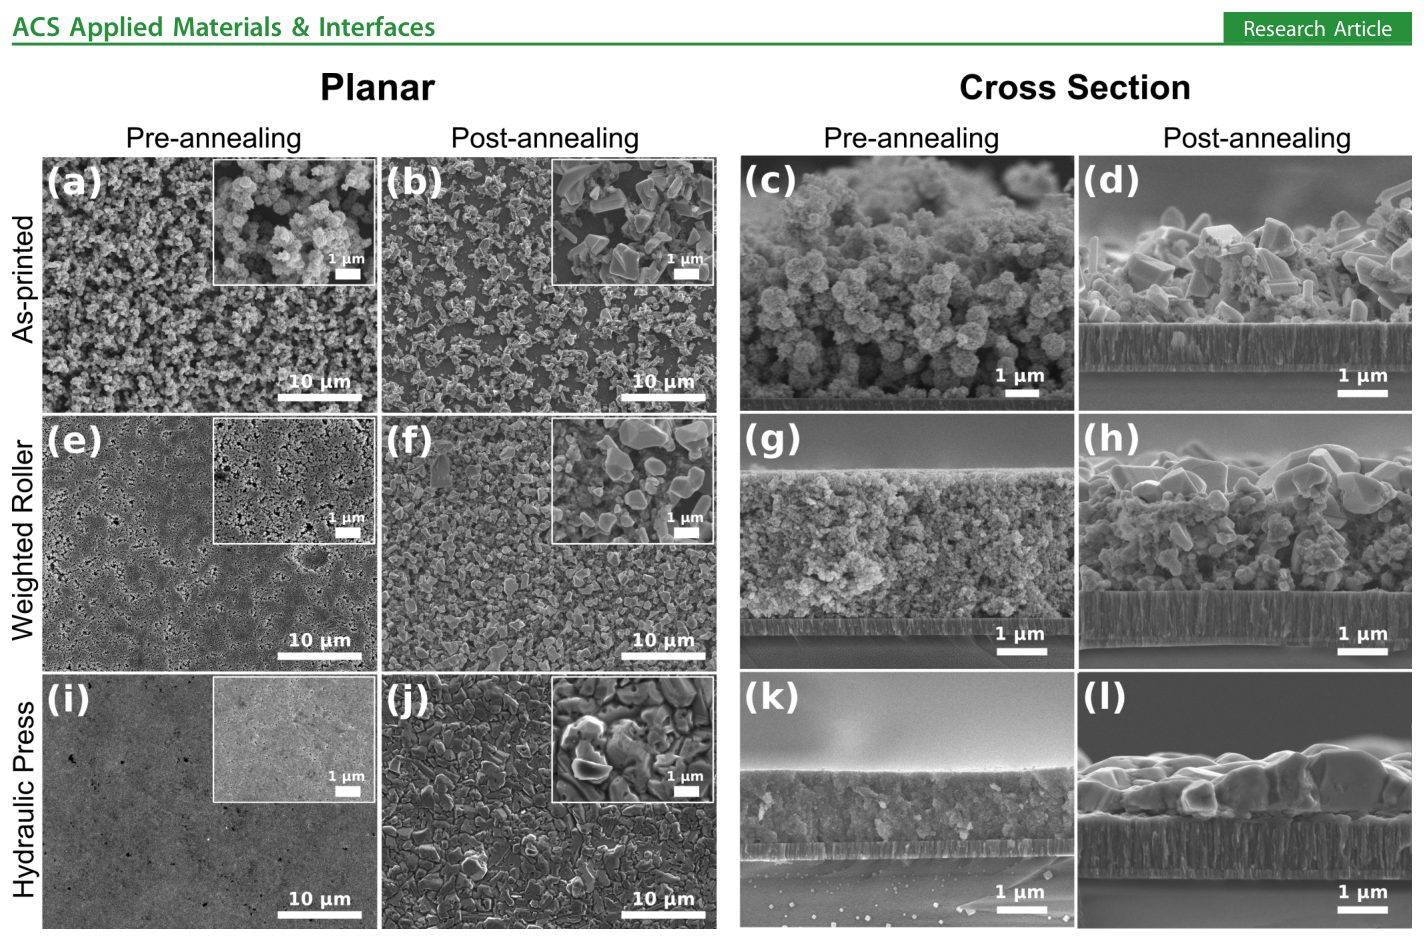 ACS Applied Materials & Interfaces
Research Article
Planar
Cross Section
Pre-annealing
Post-annealing
Pre-annealing
Post-annealing
As-printed
(a)
1 μm
10 μm
(b)
1 μm
10 μm
(c)
1 μm
(d)
1 μm
Weighted Roller
(e)
1 μm
10 μm
(f)
1 μm
10 μm
(g)
1 μm
(h)
1 μm
Hydraulic Press
(i)
1 μm
10 μm
(j)
1 μm
10 μm
(k)
1 μm
(l)
1 μm